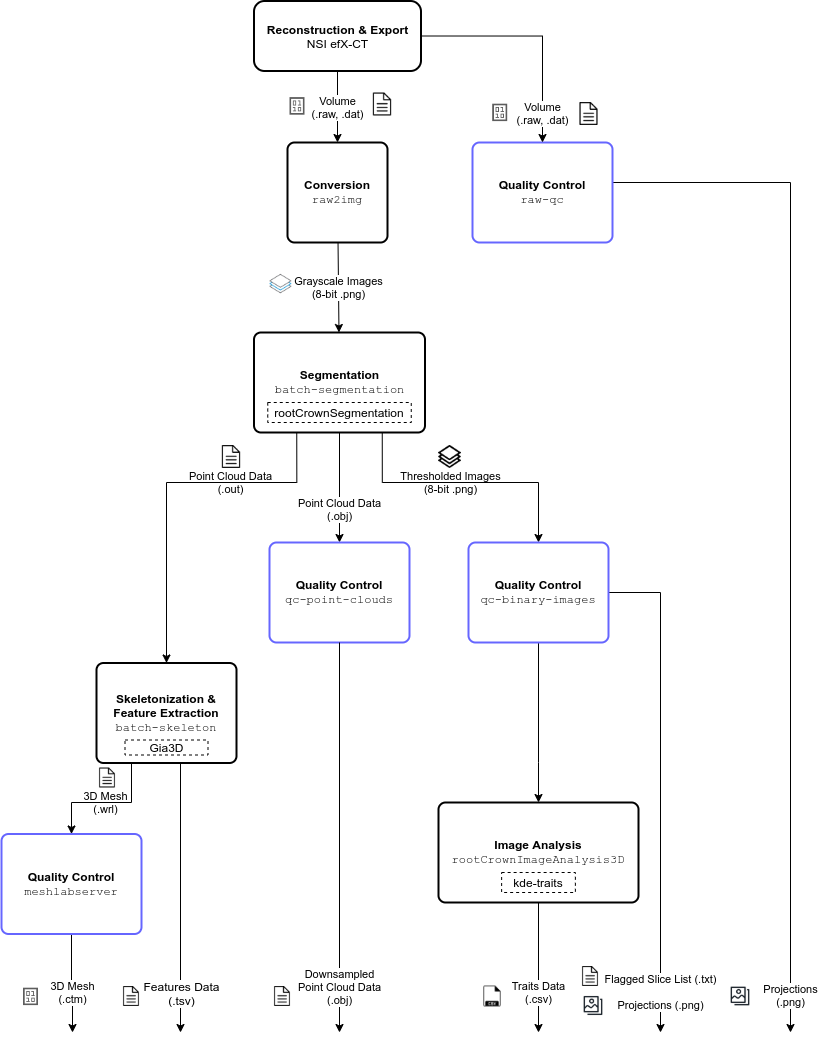 Reconstruction & Export
NSI efX-CT
Volume
(.raw, .dat)
Volume
(.raw, .dat)
Conversion
raw2img
Quality Control
raw-qc
Grayscale Images
(8-bit .png)
Segmentation
batch-segmentation
rootCrownSegmentation
Point Cloud Data
(.out)
Point Cloud Data
(.obj)
Thresholded Images
(8-bit .png)
Quality Control
qc-point-clouds
Quality Control
qc-binary-images
Skeletonization &
Feature Extraction
batch-skeleton
Gia3D
3D Mesh
(.wrl)
Quality Control
meshlabserver
Image Analysis
rootCrownImageAnalysis3D
kde-traits
3D Mesh
(.ctm)
Features Data
(.tsv)
Downsampled
Point Cloud Data
(.obj)
Traits Data
(.csv)
Flagged Slice List (.txt)
Projections (.png)
Projections
(.png)